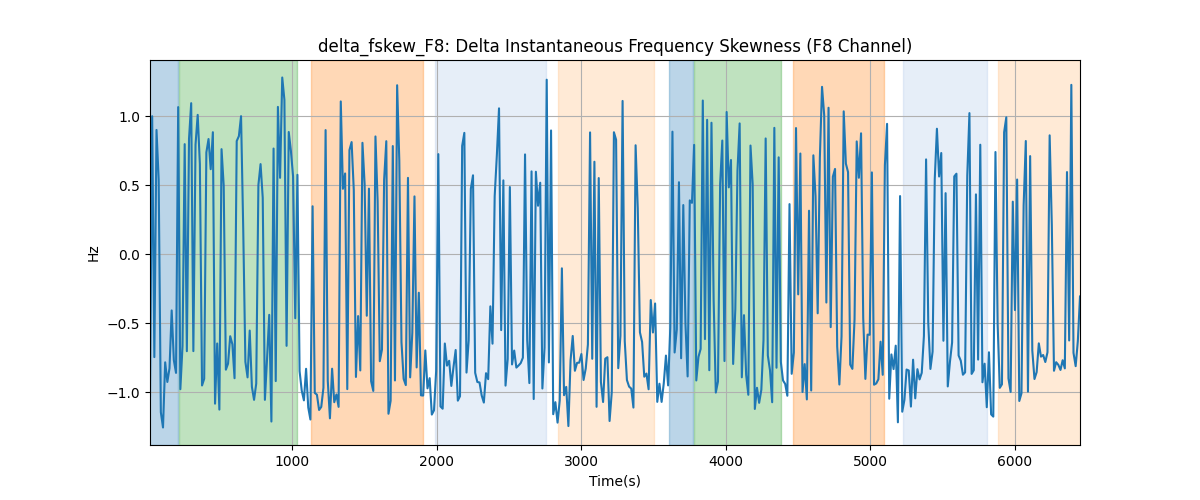 delta_fskew_F8: Delta Instantaneous Frequency Skewness (F8 Channel)
1.0
0.5
0.0
−0.5
−1.0
Hz
1000 2000 3000 4000 5000 6000
Time(s)